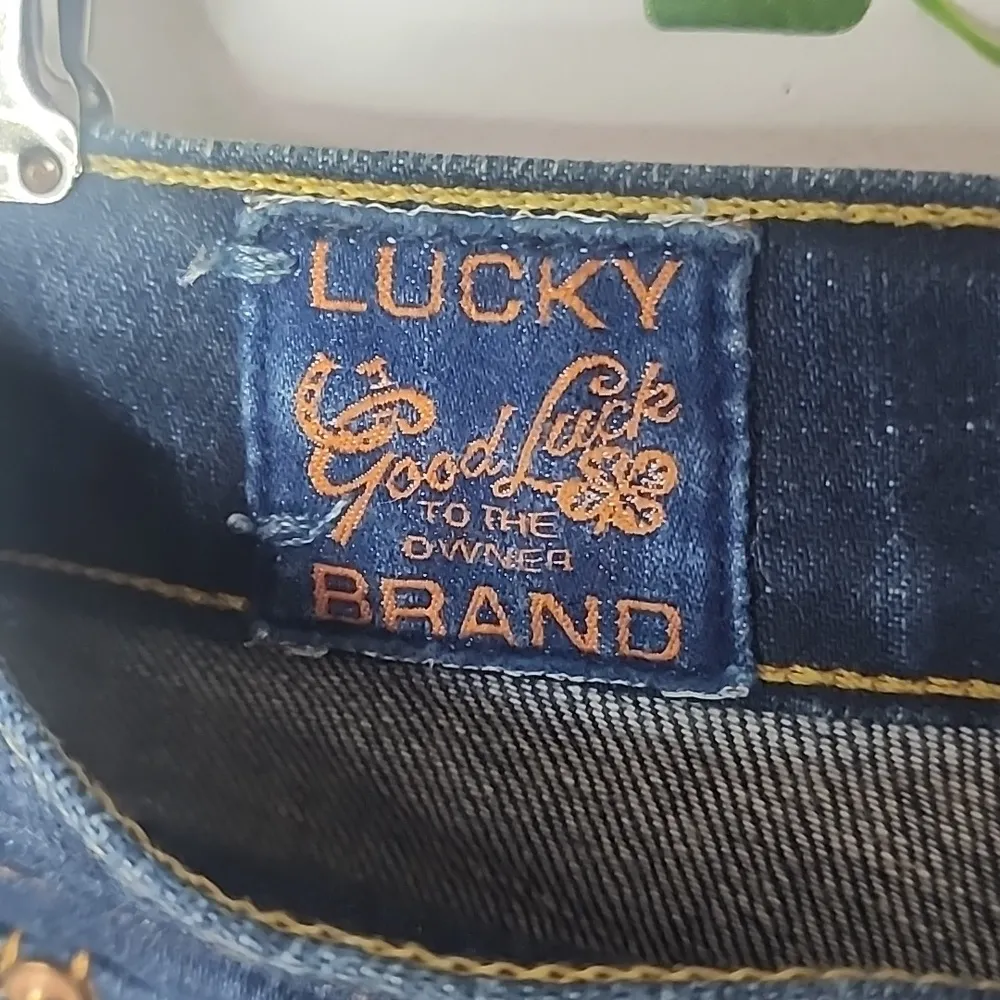 LUCKY
Good Luck
TO THE
OWNER
BRAND